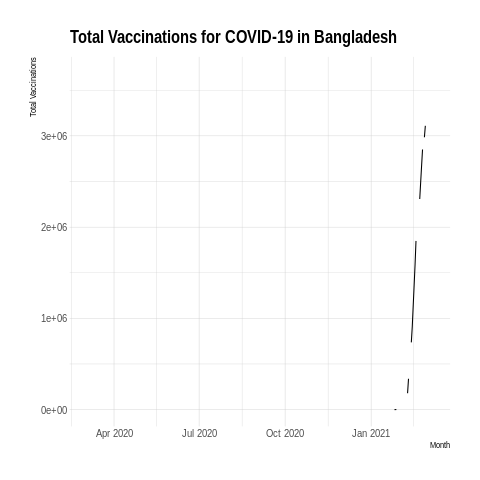 Total Vaccinations for COVID-19 in Bangladesh
Total Vaccinations
3e+06
2e+06
1e+06
0e+00
Apr 2020
Jul 2020
Oct 2020
Jan 2021
Month